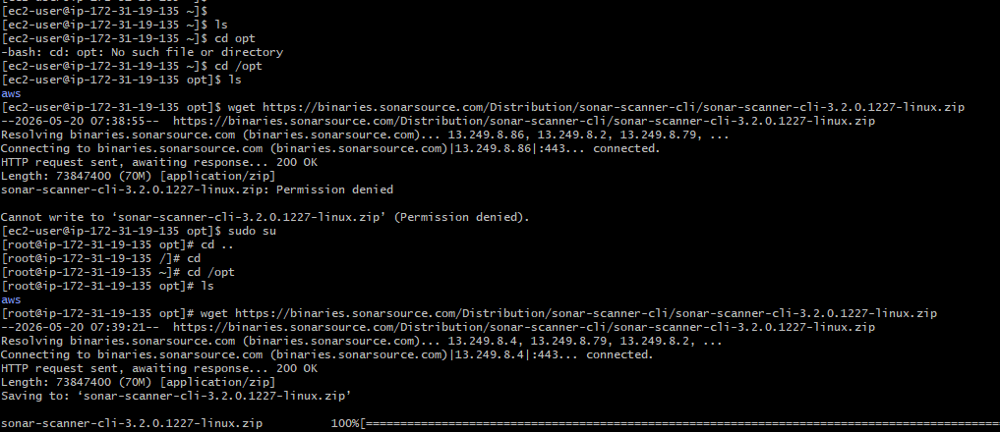 [ec2-user@ip-172-31-19-135 ~]$
[ec2-user@ip-172-31-19-135 ~]$
[ec2-user@ip-172-31-19-135 ~]$ ls
[ec2-user@ip-172-31-19-135 ~]$ cd opt
-bash: cd: opt: No such file or directory
[ec2-user@ip-172-31-19-135 ~]$ cd /opt
[ec2-user@ip-172-31-19-135 opt]$ ls
aws
[ec2-user@ip-172-31-19-135 opt]$ wget https://binaries.sonarsource.com/Distribution/sonar-scanner-cli/sonar-scanner-cli-3.2.0.1227-linux.zip
--2026-05-20 07:38:55--  https://binaries.sonarsource.com/Distribution/sonar-scanner-cli/sonar-scanner-cli-3.2.0.1227-linux.zip
Resolving binaries.sonarsource.com (binaries.sonarsource.com)... 13.249.8.86, 13.249.8.2, 13.249.8.79, ...
Connecting to binaries.sonarsource.com (binaries.sonarsource.com)|13.249.8.86|:443... connected.
HTTP request sent, awaiting response... 200 OK
Length: 73847400 (70M) [application/zip]
sonar-scanner-cli-3.2.0.1227-linux.zip: Permission denied

Cannot write to ‘sonar-scanner-cli-3.2.0.1227-linux.zip’ (Permission denied).
[ec2-user@ip-172-31-19-135 opt]$ sudo su
[root@ip-172-31-19-135 opt]# cd ..
[root@ip-172-31-19-135 /]# cd
[root@ip-172-31-19-135 ~]# cd /opt
[root@ip-172-31-19-135 opt]# ls
aws
[root@ip-172-31-19-135 opt]# wget https://binaries.sonarsource.com/Distribution/sonar-scanner-cli/sonar-scanner-cli-3.2.0.1227-linux.zip
--2026-05-20 07:39:21--  https://binaries.sonarsource.com/Distribution/sonar-scanner-cli/sonar-scanner-cli-3.2.0.1227-linux.zip
Resolving binaries.sonarsource.com (binaries.sonarsource.com)... 13.249.8.4, 13.249.8.79, 13.249.8.2, ...
Connecting to binaries.sonarsource.com (binaries.sonarsource.com)|13.249.8.4|:443... connected.
HTTP request sent, awaiting response... 200 OK
Length: 73847400 (70M) [application/zip]
Saving to: ‘sonar-scanner-cli-3.2.0.1227-linux.zip’

sonar-scanner-cli-3.2.0.1227-linux.zip          100%[=============================================================================================